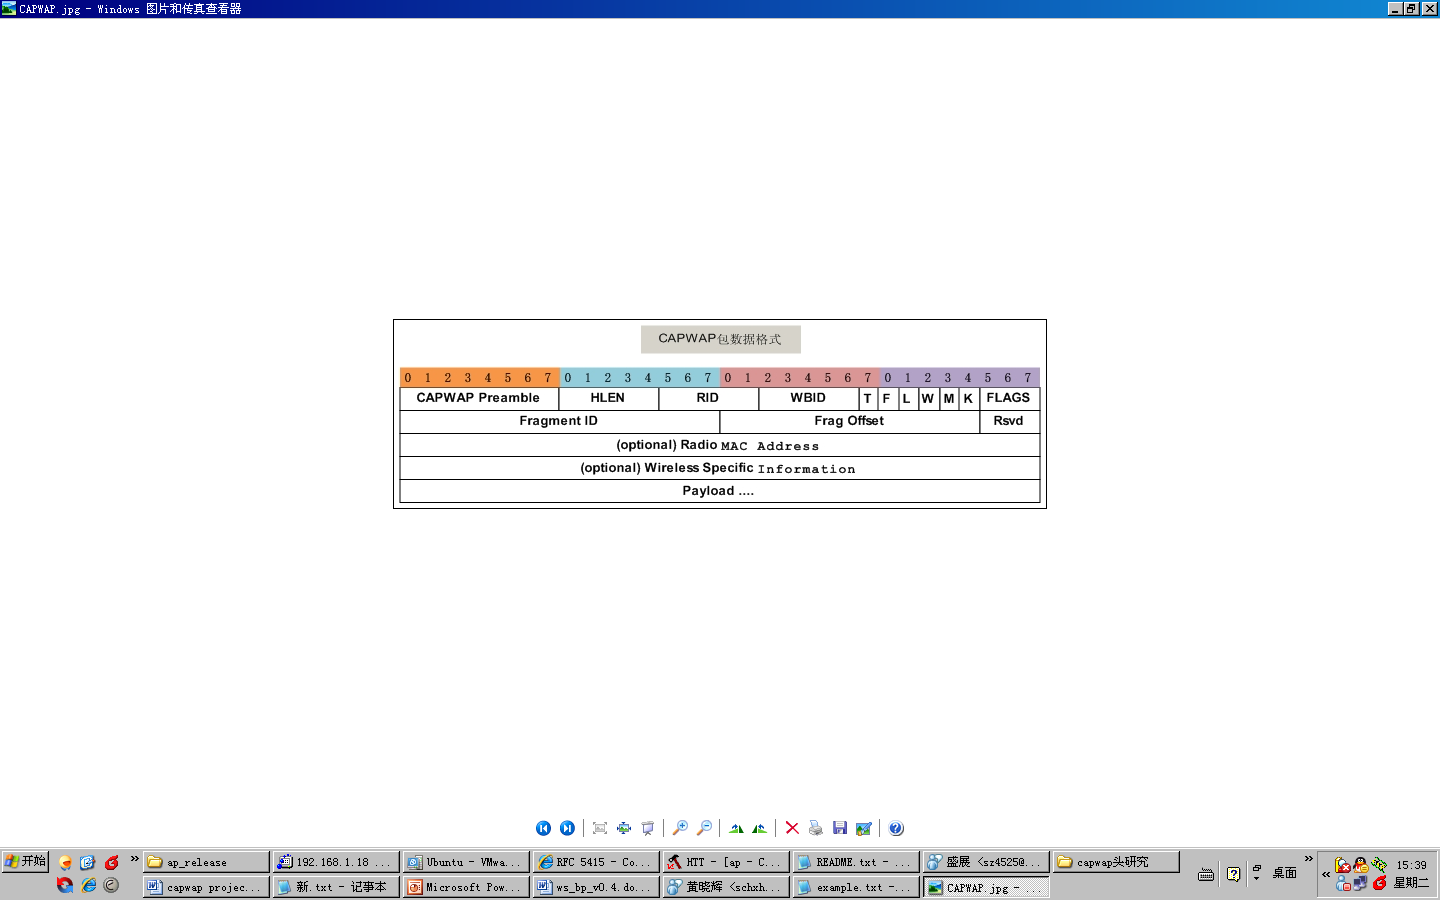 CAPWAP.jpg - Windows 图片和传真查看器
CAPWAP包数据格式
0 1 2 3 4 5 6 7 0 1 2 3 4 5 6 7 0 1 2 3 4 5 6 7 0 1 2 3 4 5 6 7
CAPWAP Preamble HLEN RID WBID T F L W M K FLAGS
Fragment ID Frag Offset Rsvd
(optional) Radio MAC Address
(optional) Wireless Specific Information
Payload ....
开始 ap_release 192.168.1.18 ... Ubuntu - VMwa... RFC 5415 - Co... HTT - [ap - C... README.txt - ... 盛展 <sz4525@... capwap头研究 桌面 15:39
capwap projec... 新.txt - 记事本 Microsoft Pow... ws_bp_v0.4.do... 黄晓辉 <schxh... example.txt -... CAPWAP.jpg - ... 星期二